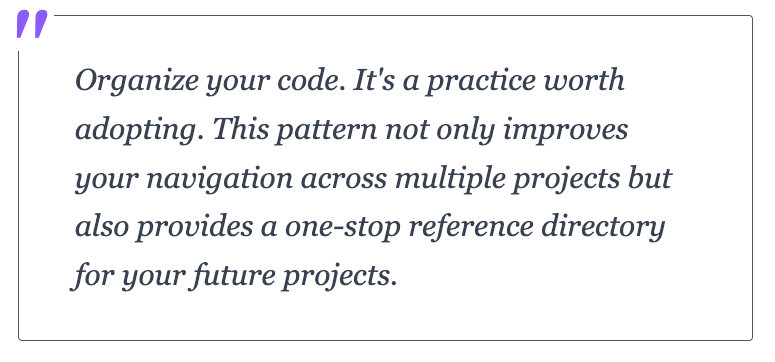 "
Organize your code. It's a practice worth
adopting. This pattern not only improves
your navigation across multiple projects but
also provides a one-stop reference directory
for your future projects.